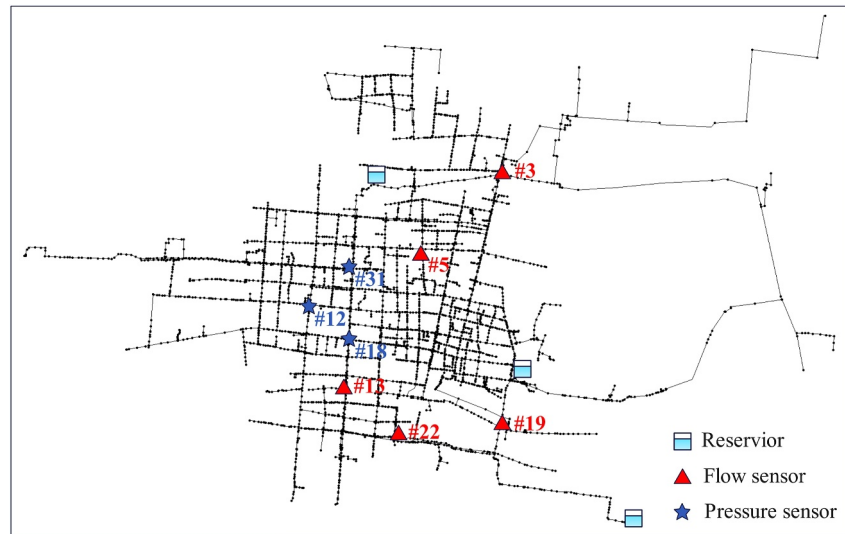 #3
#5
#31
#12
#18
#13
#22
#19
Reservior
Flow sensor
Pressure sensor